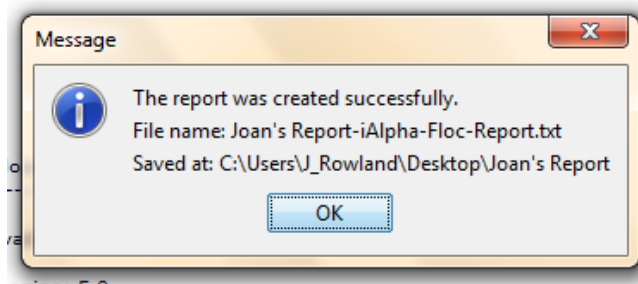 Message
The report was created successfully.
File name: Joan's Report-iAlpha-Floc-Report.txt
Saved at: C:\Users\J_Rowland\Desktop\Joan's Report
OK